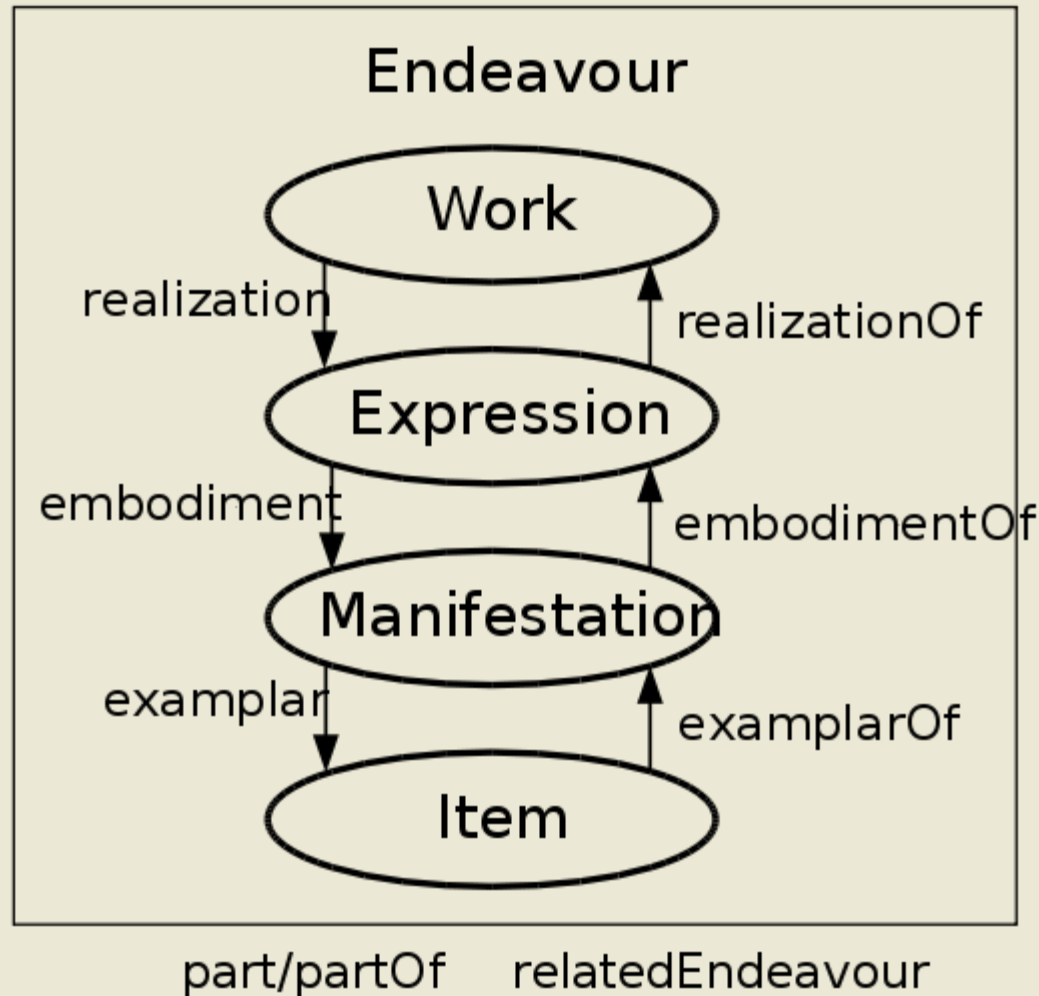 Endeavour
Work
realization
realizationOf
Expression
embodiment
embodimentOf
Manifestation
examplar
examplarOf
Item
part/partOf relatedEndeavour